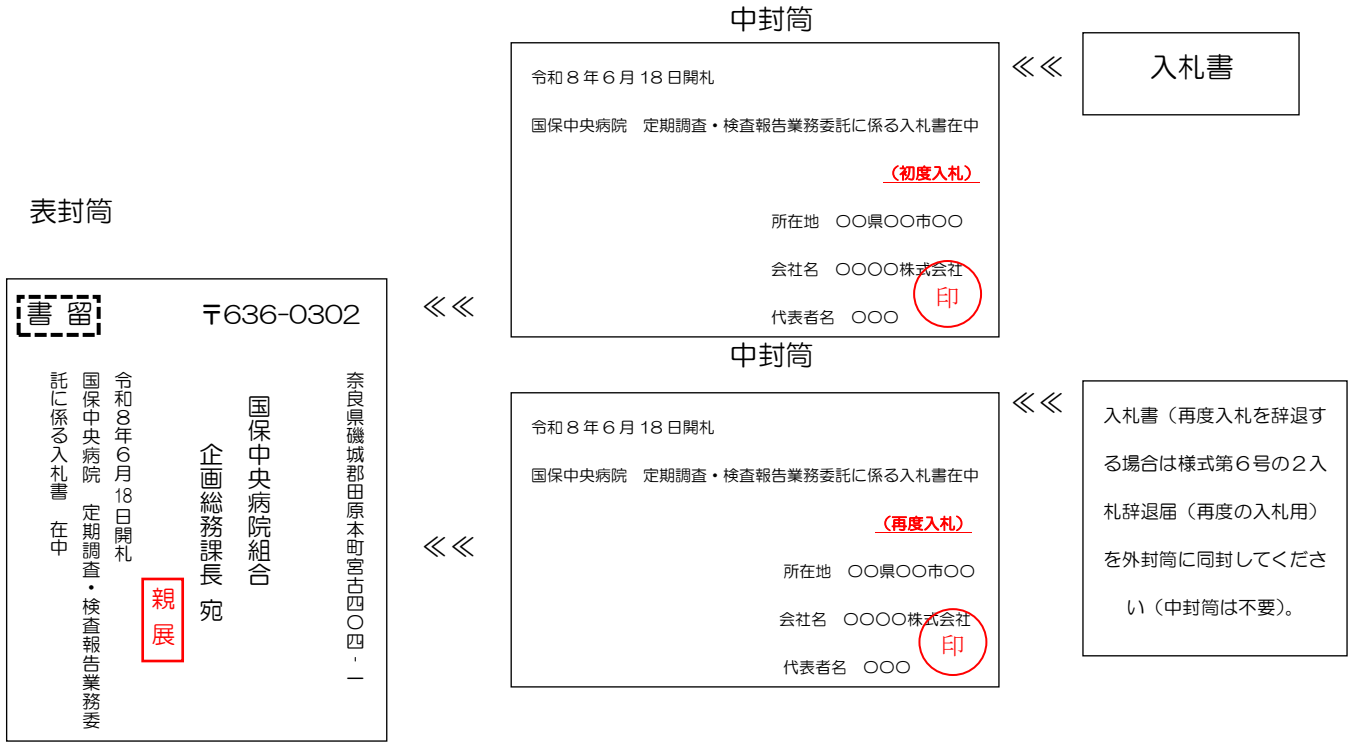 中封筒
令和８年６月18日開札
国保中央病院　定期調査・検査報告業務委託に係る入札書在中
（初度入札）
所在地　〇〇県〇〇市〇〇
会社名　〇〇〇〇株式会社
代表者名　〇〇〇
印
≪≪
入札書
表封筒
書留
〒636-0302
奈良県磯城郡田原本町宮古四〇四-一
国保中央病院組合
企画総務課長 宛
親展
令和８年６月18日開札
国保中央病院　定期調査・検査報告業務委
託に係る入札書　在中
≪≪
≪≪
中封筒
令和８年６月18日開札
国保中央病院　定期調査・検査報告業務委託に係る入札書在中
（再度入札）
所在地　〇〇県〇〇市〇〇
会社名　〇〇〇〇株式会社
代表者名　〇〇〇
印
≪≪
入札書（再度入札を辞退す
る場合は様式第６号の２入
札辞退届（再度の入札用）
を外封筒に同封してくださ
い（中封筒は不要）。